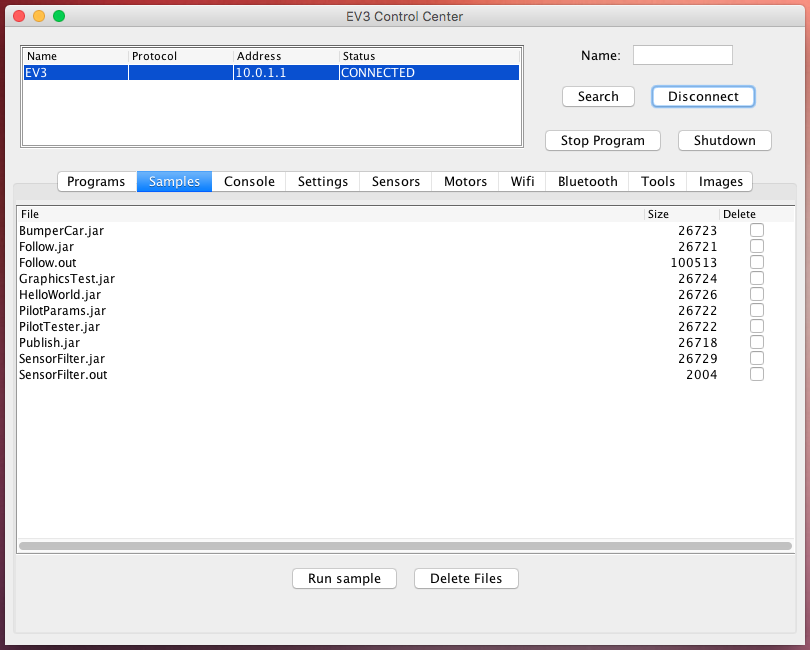 EV3 Control Center
Name Protocol Address Status
EV3 10.0.1.1 CONNECTED
Name:
Search Disconnect
Stop Program Shutdown
Programs Samples Console Settings Sensors Motors Wifi Bluetooth Tools Images
File Size Delete
BumperCar.jar 26723
Follow.jar 26721
Follow.out 100513
GraphicsTest.jar 26724
HelloWorld.jar 26726
PilotParams.jar 26722
PilotTester.jar 26722
Publish.jar 26718
SensorFilter.jar 26729
SensorFilter.out 2004
Run sample Delete Files